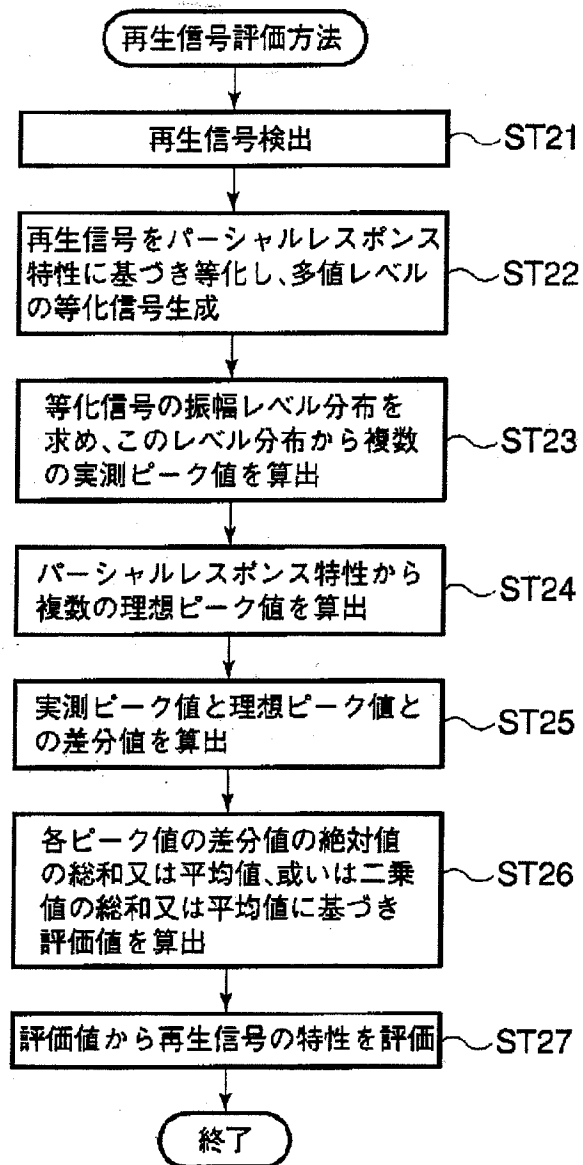 再生信号評価方法
再生信号検出
ST21
再生信号をパーシャルレスポンス
特性に基づき等化し、多値レベル
の等化信号生成
ST22
等化信号の振幅レベル分布を
求め、このレベル分布から複数
の実測ピーク値を算出
ST23
パーシャルレスポンス特性から
複数の理想ピーク値を算出
ST24
実測ピーク値と理想ピーク値と
の差分値を算出
ST25
各ピーク値の差分値の絶対値
の総和又は平均値、或いは二乗
値の総和又は平均値に基づき
評価値を算出
ST26
評価値から再生信号の特性を評価
ST27
終了